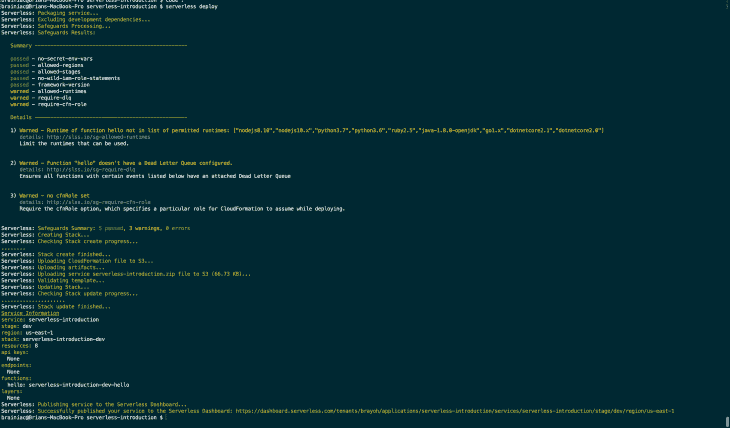 brainiac@Brians-MacBook-Pro serverless-introduction $ code .
brainiac@Brians-MacBook-Pro serverless-introduction $ serverless deploy
Serverless: Packaging service...
Serverless: Excluding development dependencies...
Serverless: Safeguards Processing...
Serverless: Safeguards Results:
Summary --------------------------------------------------
passed - no-secret-env-vars
passed - allowed-regions
passed - allowed-stages
passed - no-wild-iam-role-statements
passed - framework-version
warned - allowed-runtimes
warned - require-dlq
warned - require-cfn-role
Details --------------------------------------------------
1) Warned - Runtime of function hello not in list of permitted runtimes: ["nodejs8.10","nodejs10.x","python3.7","python3.6","ruby2.5","java-1.8.0-openjdk","go1.x","dotnetcore2.1","dotnetcore2.0"]
details: http://slss.io/sg-allowed-runtimes
Limit the runtimes that can be used.
2) Warned - Function "hello" doesn't have a Dead Letter Queue configured.
details: http://slss.io/sg-require-dlq
Ensures all functions with certain events listed below have an attached Dead Letter Queue
3) Warned - no cfnRole set
details: http://slss.io/sg-require-cfn-role
Require the cfnRole option, which specifies a particular role for CloudFormation to assume while deploying.
Serverless: Safeguards Summary: 5 passed, 3 warnings, 0 errors
Serverless: Creating Stack...
Serverless: Checking Stack create progress...
........
Serverless: Stack create finished...
Serverless: Uploading CloudFormation file to S3...
Serverless: Uploading artifacts...
Serverless: Uploading service serverless-introduction.zip file to S3 (66.73 KB)...
Serverless: Validating template...
Serverless: Updating Stack...
Serverless: Checking Stack update progress...
.....................
Serverless: Stack update finished...
Service Information
service: serverless-introduction
stage: dev
region: us-east-1
stack: serverless-introduction-dev
resources: 8
api keys:
None
endpoints:
None
functions:
hello: serverless-introduction-dev-hello
layers:
None
Serverless: Publishing service to the Serverless Dashboard...
Serverless: Successfully published your service to the Serverless Dashboard: https://dashboard.serverless.com/tenants/brayoh/applications/serverless-introduction/services/serverless-introduction/stage/dev/region/us-east-1
brainiac@Brians-MacBook-Pro serverless-introduction $